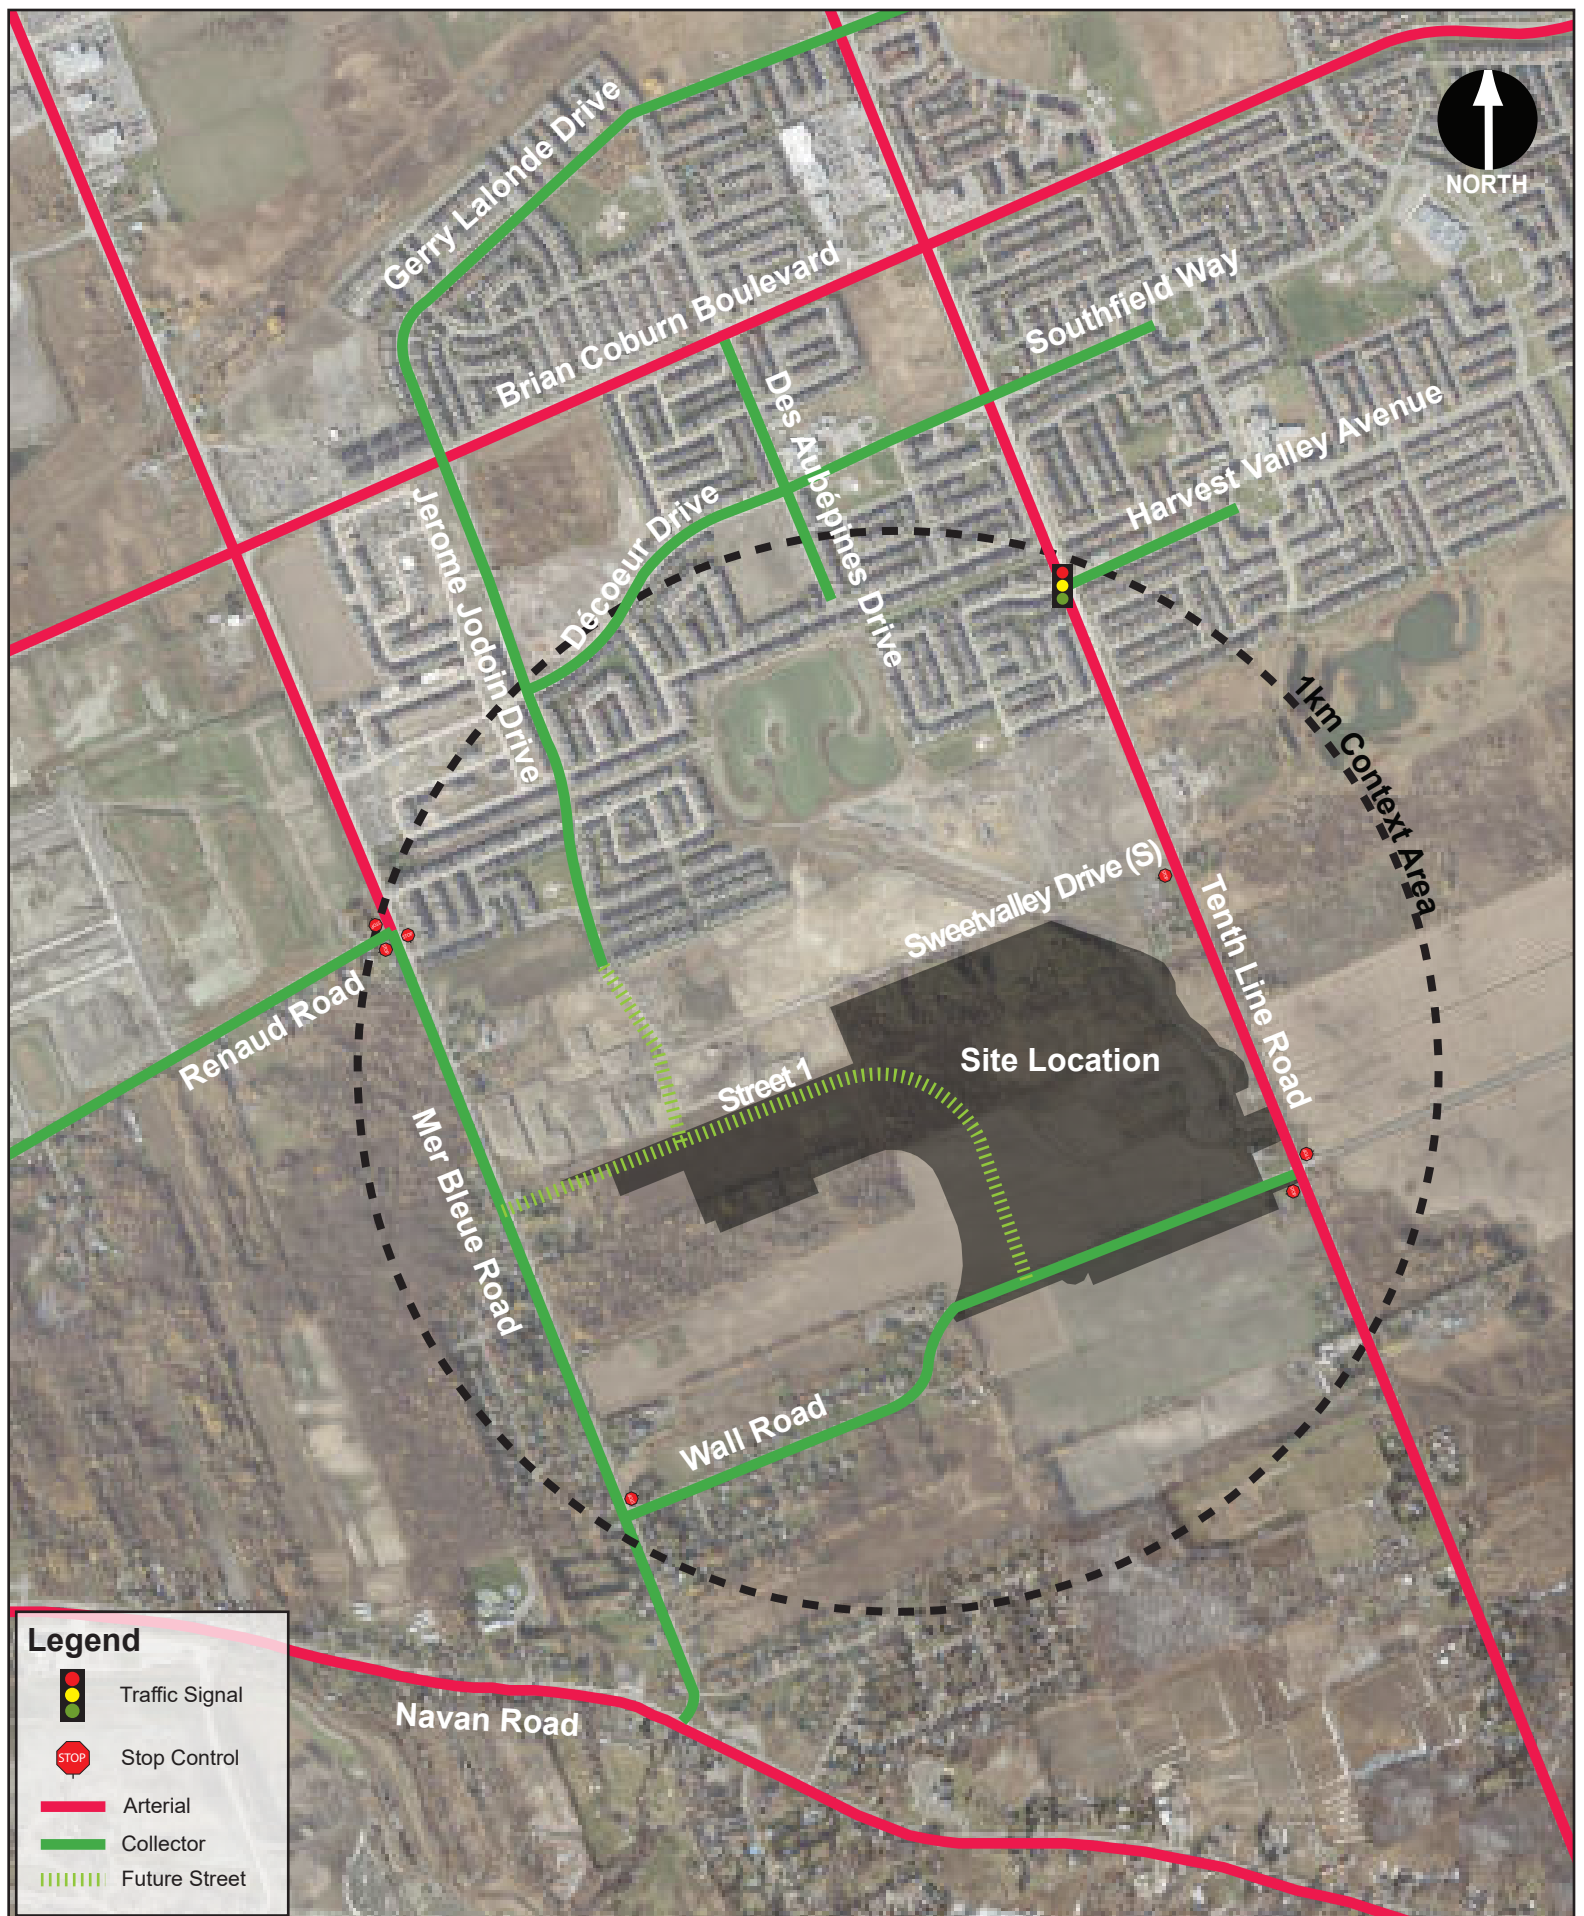 Gerry Lalonde Drive
NORTH
Brian Coburn Boulevard
Southfield Way
Des Aubépines Drive
Harvest Valley Avenue
Jerome Jodoin Drive
Décoeur Drive
1km Context Area
Sweetvalley Drive (S)
Tenth Line Road
Renaud Road
Site Location
Street 1
Mer Bleue Road
Wall Road
Navan Road
Legend
Traffic Signal
STOP
Stop Control
Arterial
Collector
Future Street